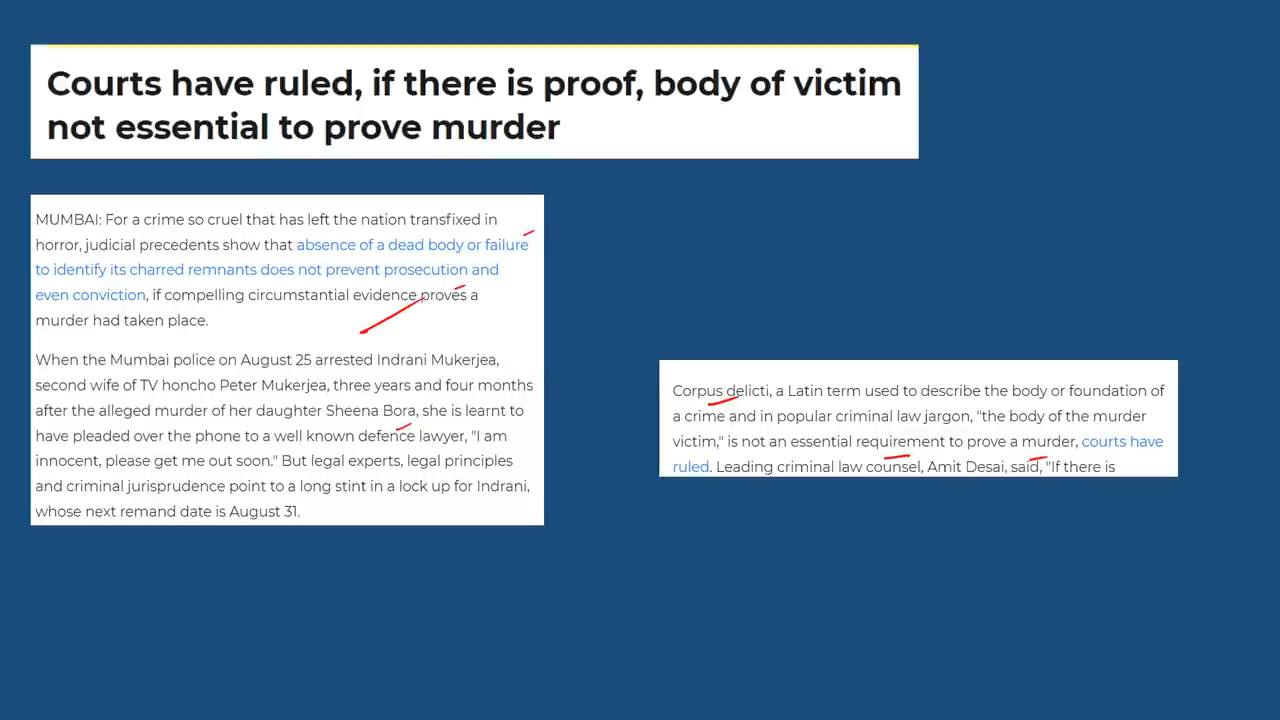 Courts have ruled, if there is proof, body of victim
not essential to prove murder
MUMBAI: For a crime so cruel that has left the nation transfixed in
horror, judicial precedents show that absence of a dead body or failure
to identify its charred remnants does not prevent prosecution and
even conviction, if compelling circumstantial evidence proves a
murder had taken place.
When the Mumbai police on August 25 arrested Indrani Mukerjea,
second wife of TV honcho Peter Mukerjea, three years and four months
after the alleged murder of her daughter Sheena Bora, she is learnt to
have pleaded over the phone to a well known defence lawyer, "I am
innocent, please get me out soon." But legal experts, legal principles
and criminal jurisprudence point to a long stint in a lock up for Indrani,
whose next remand date is August 31.
Corpus delicti, a Latin term used to describe the body or foundation of
a crime and in popular criminal law jargon, "the body of the murder
victim," is not an essential requirement to prove a murder, courts have
ruled. Leading criminal law counsel, Amit Desai, said, "If there is